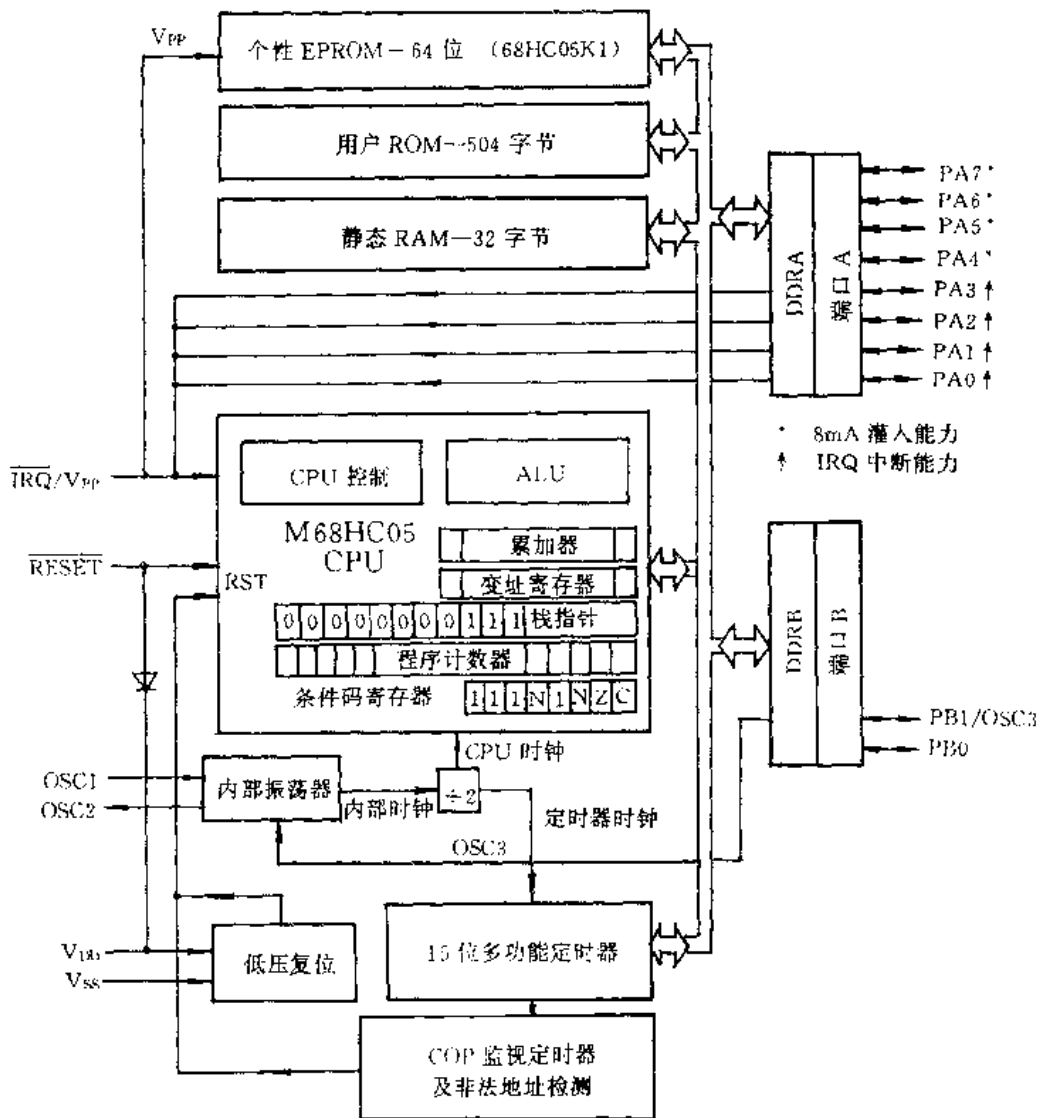 V_PP
个性 EPROM－64 位 （68HC05K1）
用户 ROM--504 字节
静态 RAM—32 字节
DDRA
端口 A
PA7*
PA6*
PA5*
PA4*
PA3↑
PA2↑
PA1↑
PA0↑
* 8mA 灌入能力
↑ IRQ 中断能力
IRQ/V_PP
CPU 控制
ALU
M68HC05
CPU
累加器
变址寄存器
0 0 0 0 0 0 0 0 1 1 1 栈指针
程序计数器
条件码寄存器
1 1 1 N 1 N Z C
RESET
RST
DDRB
端口 B
PB1/OSC3
PB0
CPU 时钟
OSC1
OSC2
内部振荡器
内部时钟
÷2
定时器时钟
OSC3
V_DD
V_SS
低压复位
15 位多功能定时器
COP 监视定时器
及非法地址检测